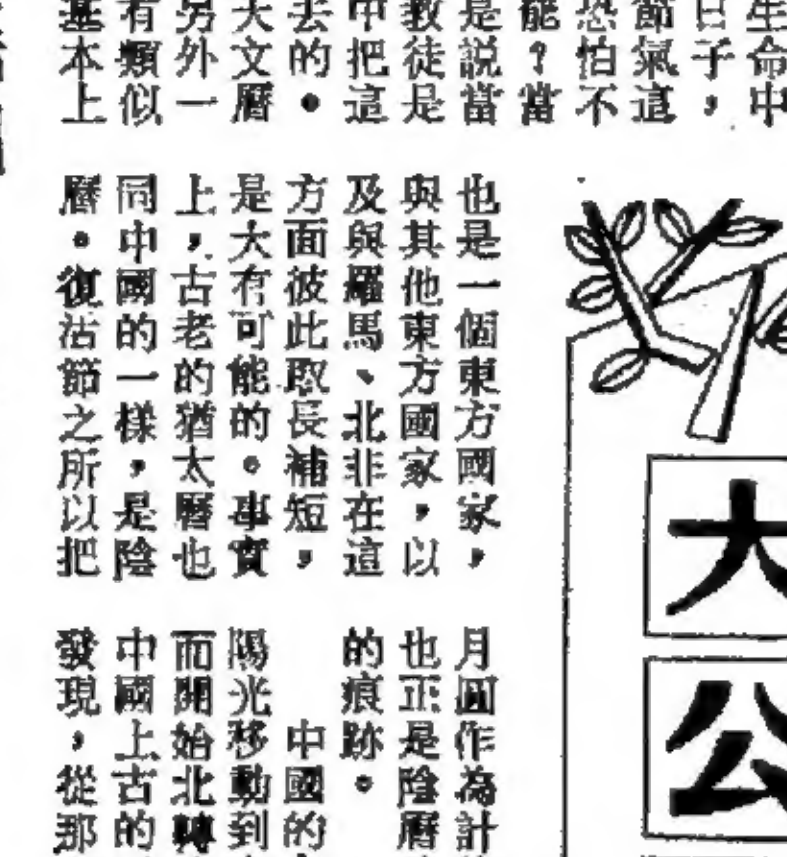 生命中
日子，
節氣這
恐怕不
能？當
是説當
教徒是
中把這
去的。
天文曆
另外一
有類似
基本上
也是一個東方國家，
與其他東方國家，以
及與羅馬、北非在這
方面彼此取長補短，
是大有可能的。事實
上，古老的猶太曆也
同中國的一樣，是陰
曆。復活節之所以把
月圓作為計
也正是陰曆
的痕跡。
中國的
陽光移動到
而開始北轉
中國上古的
發現，從那
大
公